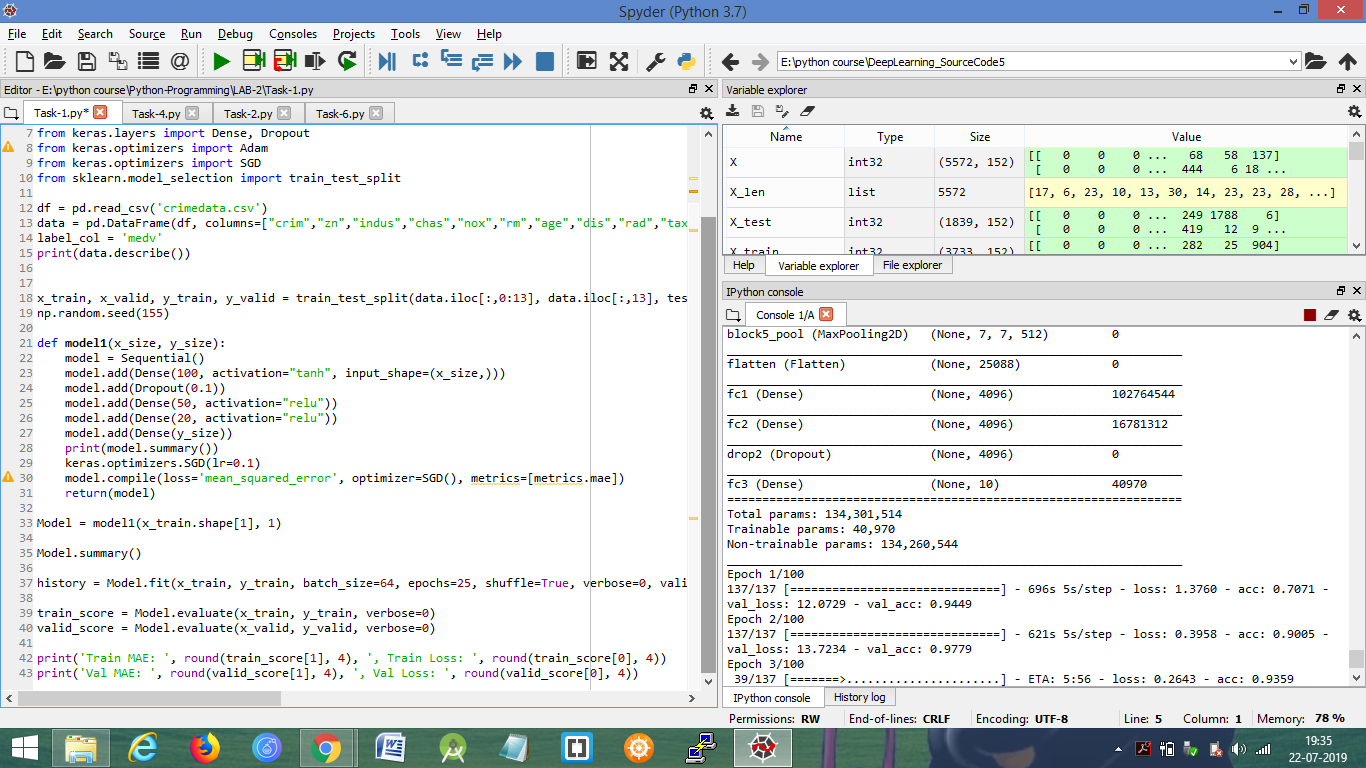 Spyder (Python 3.7)
File Edit Search Source Run Debug Consoles Projects Tools View Help
E:\python course\DeepLearning_SourceCode5
Editor - E:\python course\Python-Programming\LAB-2\Task-1.py
Task-1.py* Task-4.py Task-2.py Task-6.py
7 from keras.layers import Dense, Dropout
8 from keras.optimizers import Adam
9 from keras.optimizers import SGD
10 from sklearn.model_selection import train_test_split
11
12 df = pd.read_csv('crimedata.csv')
13 data = pd.DataFrame(df, columns=["crim","zn","indus","chas","nox","rm","age","dis","rad","tax
14 label_col = 'medv'
15 print(data.describe())
16
17
18 x_train, x_valid, y_train, y_valid = train_test_split(data.iloc[:,0:13], data.iloc[:,13], tes
19 np.random.seed(155)
20
21 def model1(x_size, y_size):
22     model = Sequential()
23     model.add(Dense(100, activation="tanh", input_shape=(x_size,)))
24     model.add(Dropout(0.1))
25     model.add(Dense(50, activation="relu"))
26     model.add(Dense(20, activation="relu"))
27     model.add(Dense(y_size))
28     print(model.summary())
29     keras.optimizers.SGD(lr=0.1)
30     model.compile(loss='mean_squared_error', optimizer=SGD(), metrics=[metrics.mae])
31     return(model)
32
33 Model = model1(x_train.shape[1], 1)
34
35 Model.summary()
36
37 history = Model.fit(x_train, y_train, batch_size=64, epochs=25, shuffle=True, verbose=0, vali
38
39 train_score = Model.evaluate(x_train, y_train, verbose=0)
40 valid_score = Model.evaluate(x_valid, y_valid, verbose=0)
41
42 print('Train MAE: ', round(train_score[1], 4), ', Train Loss: ', round(train_score[0], 4))
43 print('Val MAE: ', round(valid_score[1], 4), ', Val Loss: ', round(valid_score[0], 4))
Variable explorer
Name Type Size Value
X int32 (5572, 152) [[ 0 0 0 ... 68 58 137]
[ 0 0 0 ... 444 6 18 ...
X_len list 5572 [17, 6, 23, 10, 13, 30, 14, 23, 23, 28, ...]
X_test int32 (1839, 152) [[ 0 0 0 ... 249 1788 6]
[ 0 0 0 ... 419 12 9 ...
X_train int32 (3733, 152) [[ 0 0 0 ... 282 25 904]
Help Variable explorer File explorer
IPython console
Console 1/A
block5_pool (MaxPooling2D) (None, 7, 7, 512) 0
flatten (Flatten) (None, 25088) 0
fc1 (Dense) (None, 4096) 102764544
fc2 (Dense) (None, 4096) 16781312
drop2 (Dropout) (None, 4096) 0
fc3 (Dense) (None, 10) 40970
=================================================================
Total params: 134,301,514
Trainable params: 40,970
Non-trainable params: 134,260,544
Epoch 1/100
137/137 [==============================] - 696s 5s/step - loss: 1.3760 - acc: 0.7071 -
val_loss: 12.0729 - val_acc: 0.9449
Epoch 2/100
137/137 [==============================] - 621s 5s/step - loss: 0.3958 - acc: 0.9005 -
val_loss: 13.7234 - val_acc: 0.9779
Epoch 3/100
39/137 [=======>......................] - ETA: 5:56 - loss: 0.2643 - acc: 0.9359
IPython console History log
Permissions: RW End-of-lines: CRLF Encoding: UTF-8 Line: 5 Column: 1 Memory: 78 %
19:35
22-07-2019